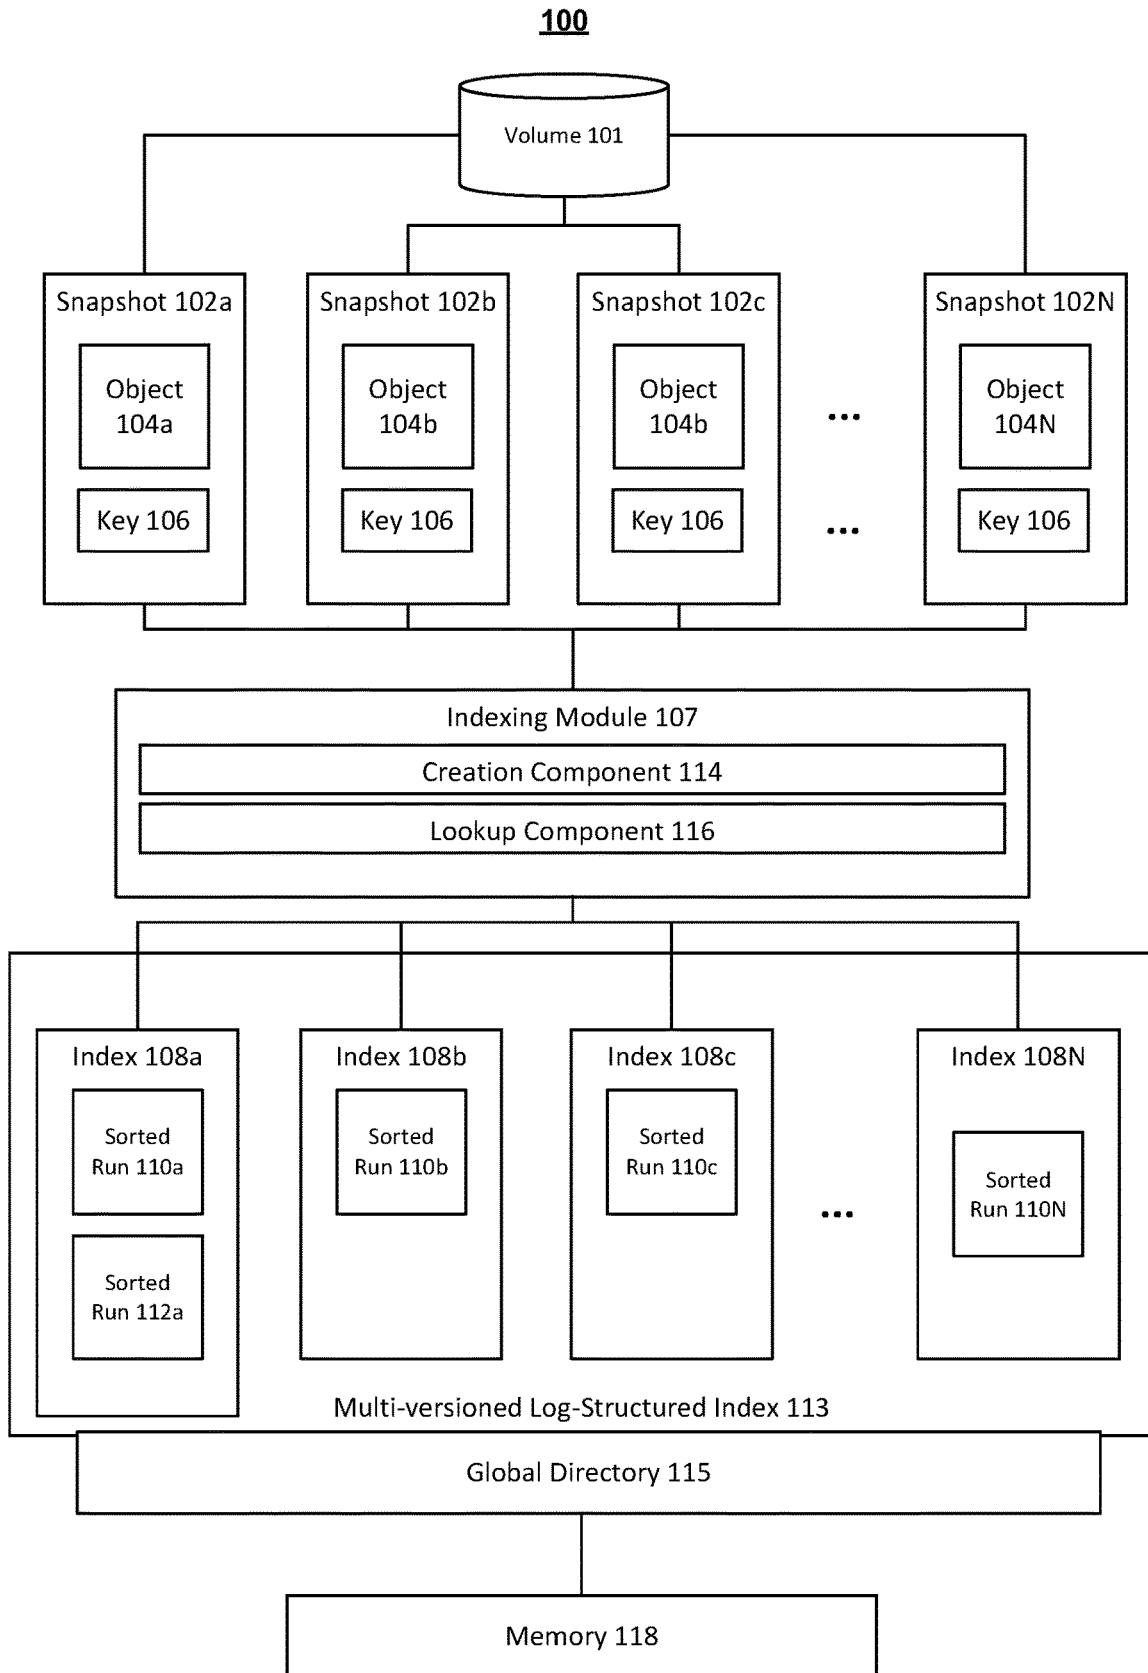 100
Volume 101
Snapshot 102a
Snapshot 102b
Snapshot 102c
Snapshot 102N
Object
104a
Object
104b
Object
104b
...
Object
104N
Key 106
Key 106
Key 106
...
Key 106
Indexing Module 107
Creation Component 114
Lookup Component 116
Index 108a
Index 108b
Index 108c
Index 108N
Sorted
Run 110a
Sorted
Run 110b
Sorted
Run 110c
...
Sorted
Run 110N
Sorted
Run 112a
Multi-versioned Log-Structured Index 113
Global Directory 115
Memory 118